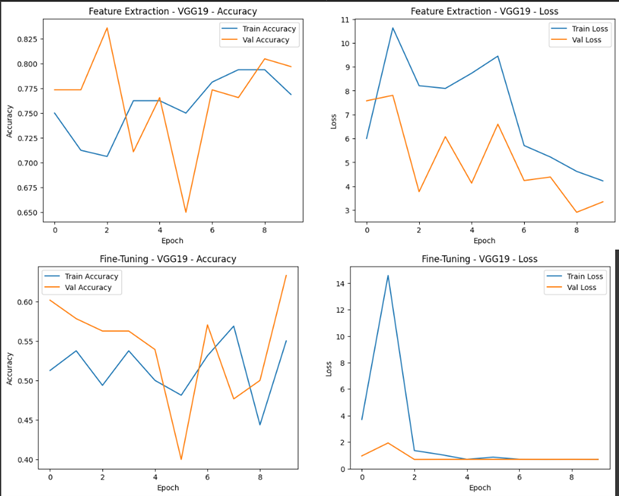 Feature Extraction - VGG19 - Accuracy
Train Accuracy
Val Accuracy
0.825
0.800
0.775
0.750
0.725
0.700
0.675
0.650
Accuracy
0 2 4 6 8
Epoch
Feature Extraction - VGG19 - Loss
Train Loss
Val Loss
11
10
9
8
7
6
5
4
3
Loss
0 2 4 6 8
Epoch
Fine-Tuning - VGG19 - Accuracy
Train Accuracy
Val Accuracy
0.60
0.55
0.50
0.45
0.40
Accuracy
0 2 4 6 8
Epoch
Fine-Tuning - VGG19 - Loss
Train Loss
Val Loss
14
12
10
8
6
4
2
0
Loss
0 2 4 6 8
Epoch